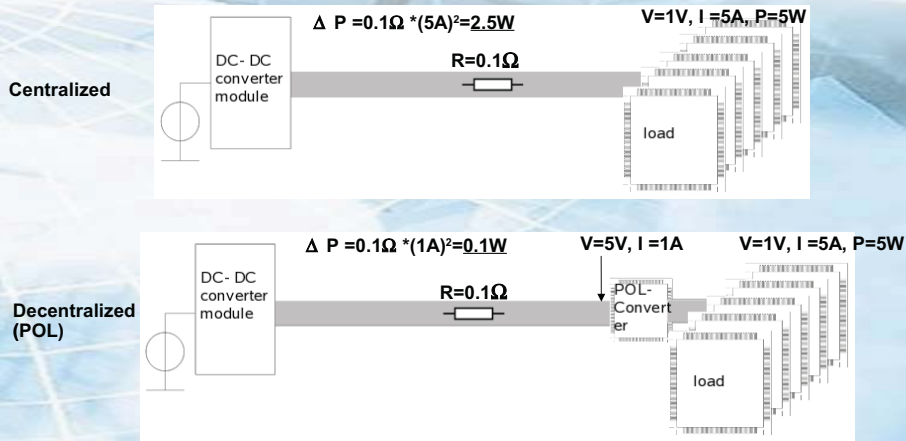 Δ P =0.1Ω *(5A)²=2.5W
V=1V, I =5A, P=5W
R=0.1Ω
DC- DC
converter
module
Centralized
load
Δ P =0.1Ω *(1A)²=0.1W
V=5V, I =1A
V=1V, I =5A, P=5W
DC- DC
converter
module
R=0.1Ω
POL-
Convert
er
Decentralized
(POL)
load